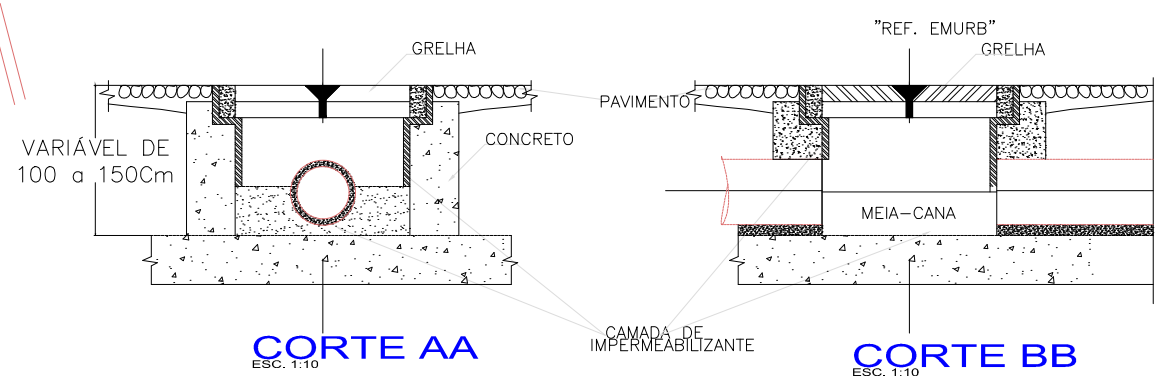 "REF. EMURB"
GRELHA
GRELHA
PAVIMENTO
CONCRETO
VARIÁVEL DE
100 a 150Cm
MEIA-CANA
CAMADA DE
IMPERMEABILIZANTE
CORTE AA
ESC. 1:10
CORTE BB
ESC. 1:10